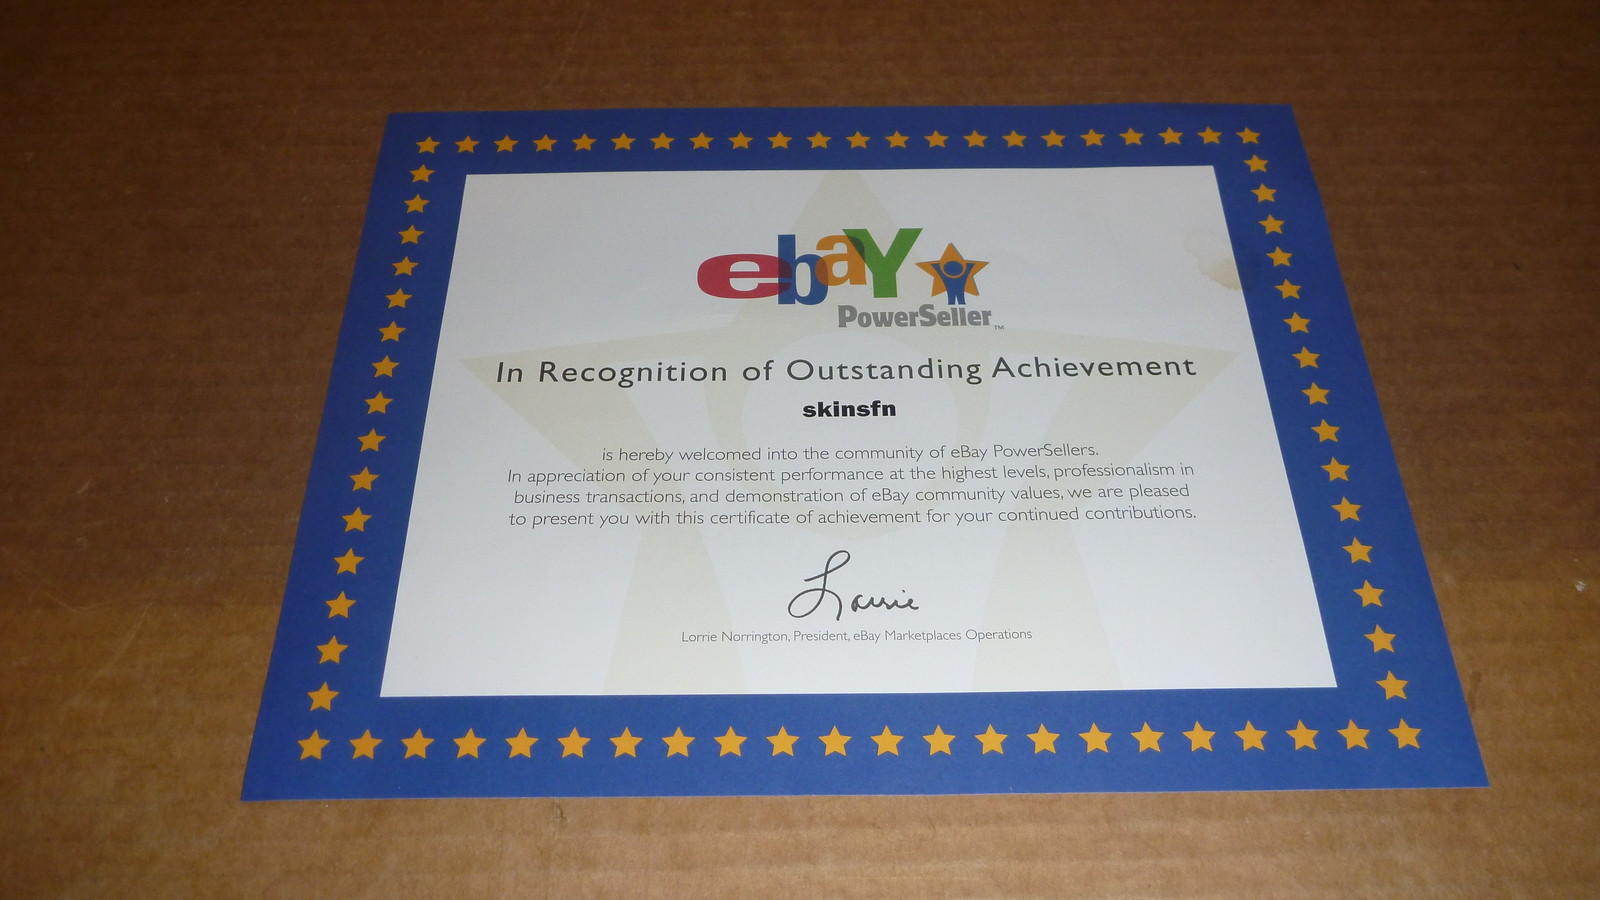 ebaY
PowerSeller™
In Recognition of Outstanding Achievement
skinsfn
is hereby welcomed into the community of eBay PowerSellers.
In appreciation of your consistent performance at the highest levels, professionalism in
business transactions, and demonstration of eBay community values, we are pleased
to present you with this certificate of achievement for your continued contributions.
Lorrie
Lorrie Norrington, President, eBay Marketplaces Operations